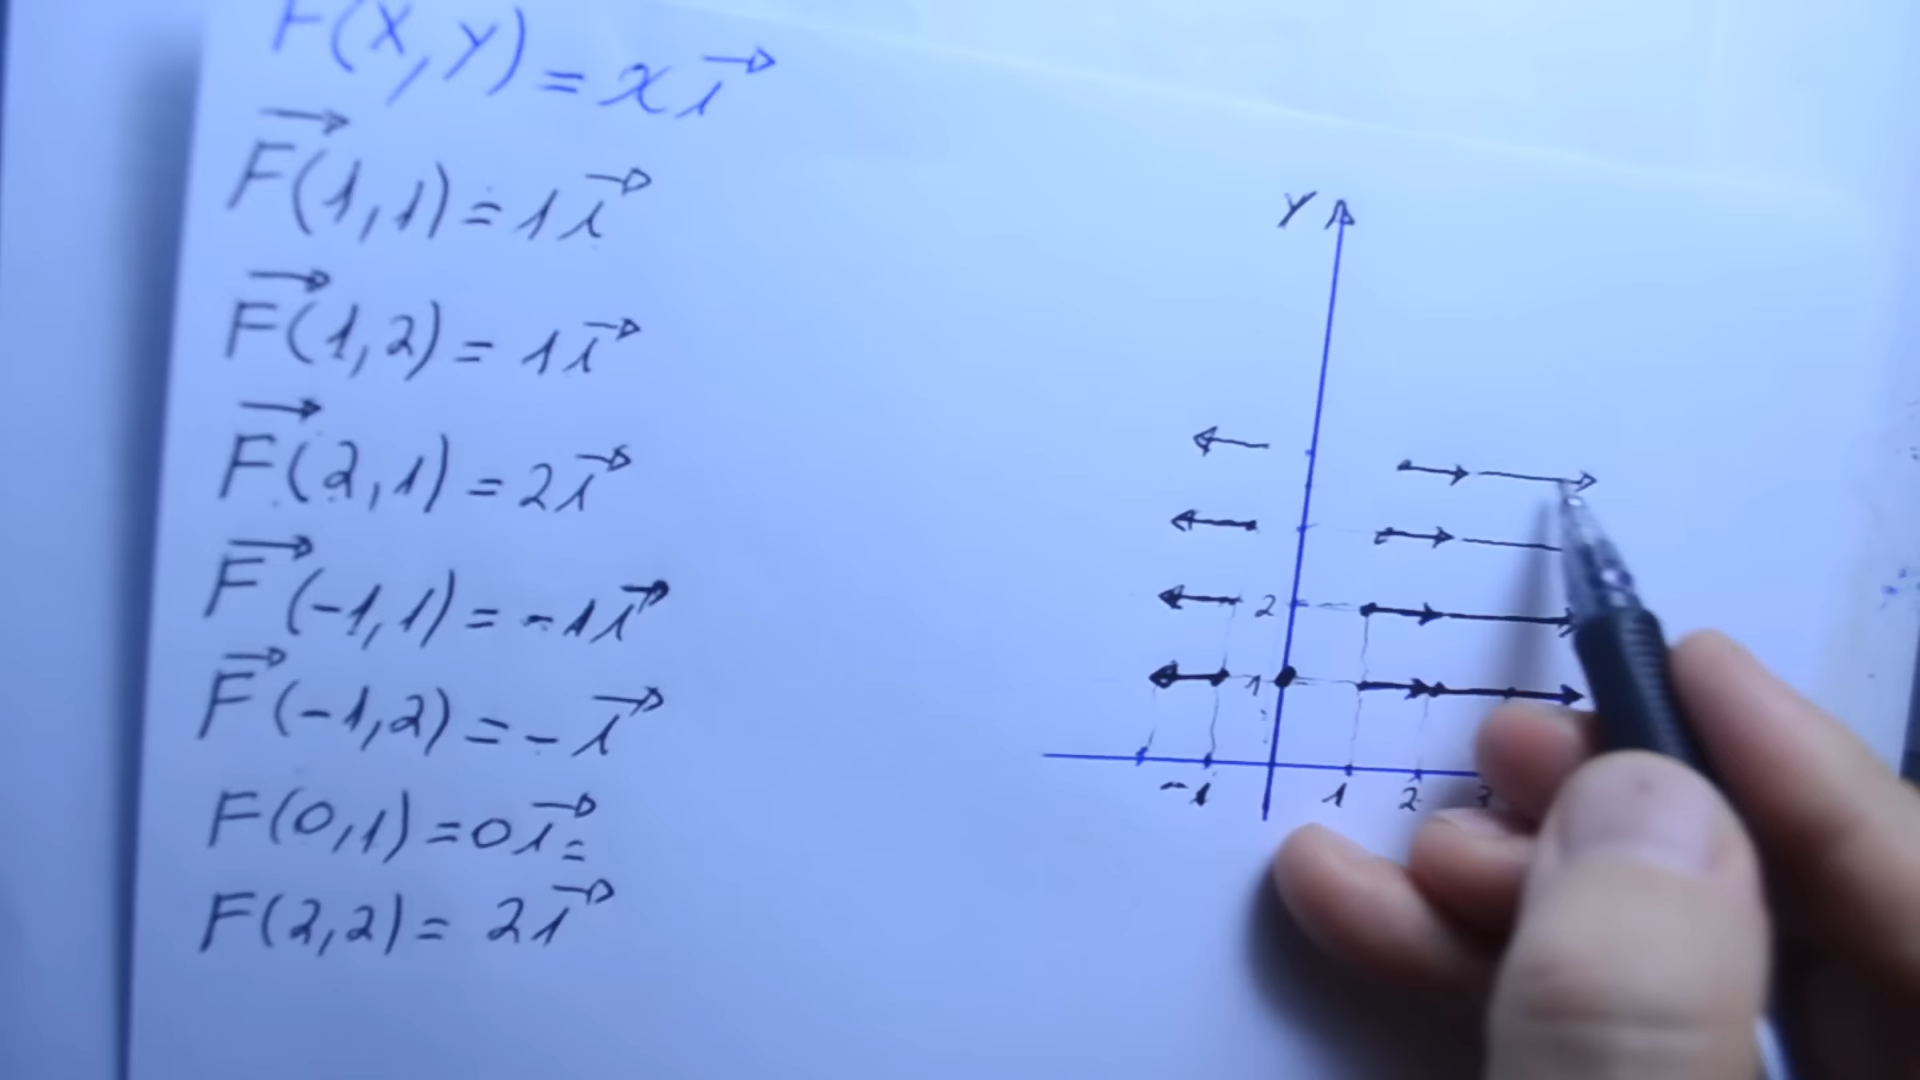 F(X,Y) = x i⃗
F⃗(1,1) = 1 i⃗
F⃗(1,2) = 1 i⃗
F⃗(2,1) = 2 i⃗
F⃗(-1,1) = -1 i⃗
F⃗(-1,2) = - i⃗
F(0,1) = 0 i⃗ =
F(2,2) = 2 i⃗
Y
2
1
-1 1 2 3